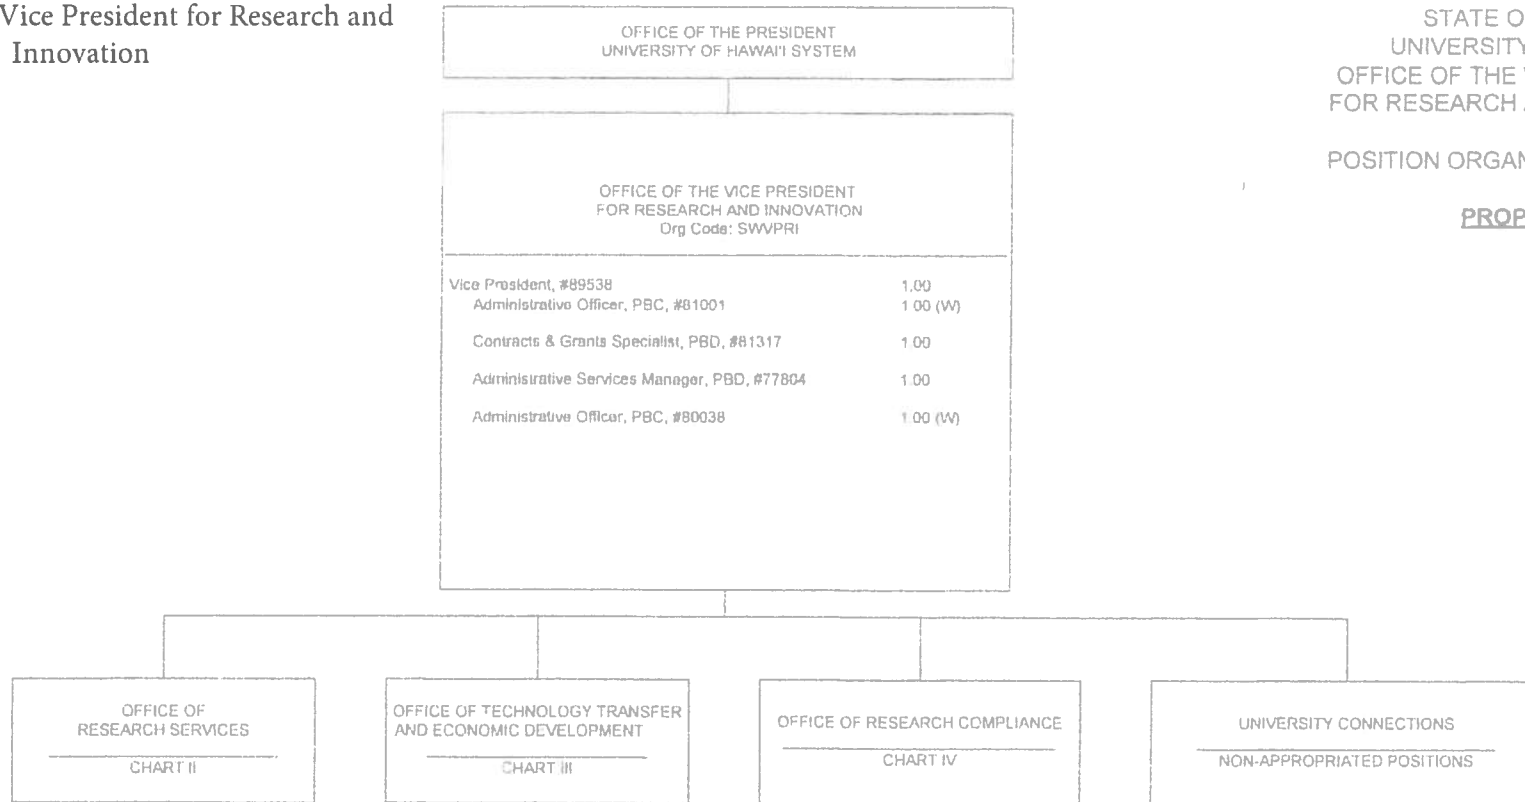 Vice President for Research and
Innovation
OFFICE OF THE PRESIDENT
UNIVERSITY OF HAWAI'I SYSTEM
STATE O
UNIVERSITY
OFFICE OF THE
FOR RESEARCH
POSITION ORGAN
PROP
OFFICE OF THE VICE PRESIDENT
FOR RESEARCH AND INNOVATION
Org Code: SWVPRI
Vice President, #89538 1.00
Administrative Officer, PBC, #81001 1 00 (W)
Contracts & Grants Specialist, PBD, #81317 1 00
Administrative Services Manager, PBD, #77804 1.00
Administrative Officer, PBC, #80038 1 00 (W)
OFFICE OF
RESEARCH SERVICES
CHART II
OFFICE OF TECHNOLOGY TRANSFER
AND ECONOMIC DEVELOPMENT
CHART III
OFFICE OF RESEARCH COMPLIANCE
CHART IV
UNIVERSITY CONNECTIONS
NON-APPROPRIATED POSITIONS